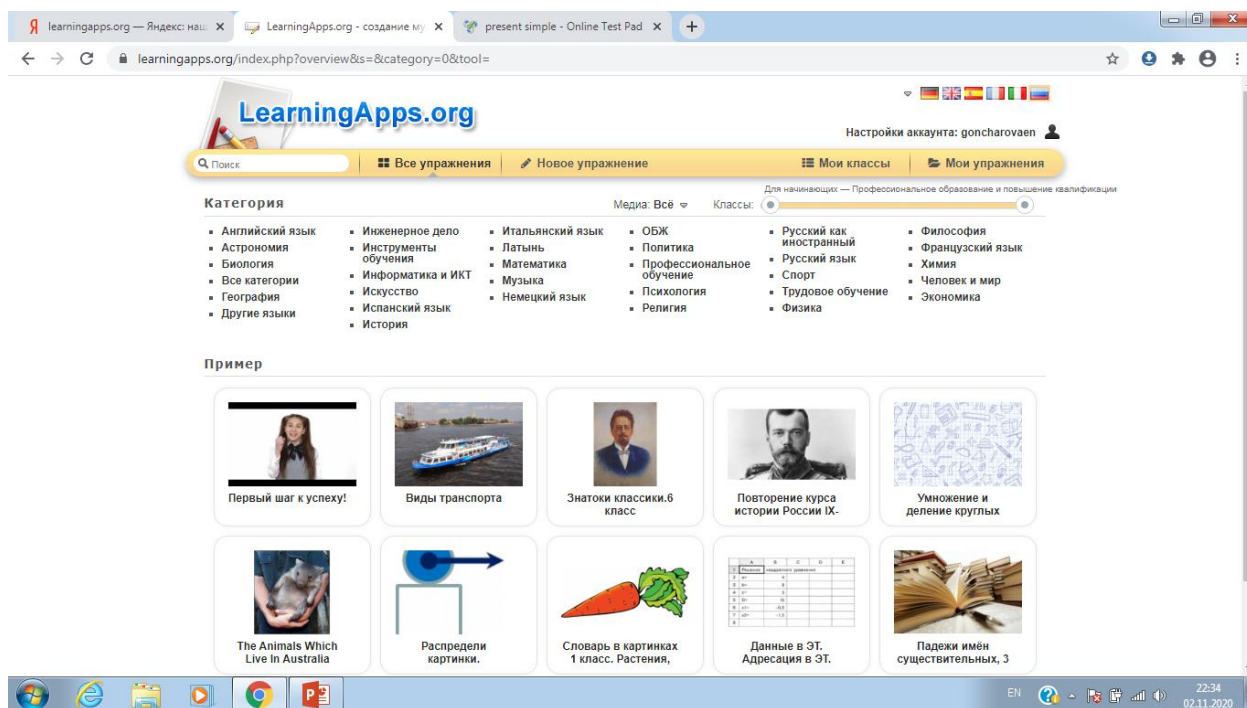 learningapps.org — Яндекс: наш
LearningApps.org - создание му
present simple - Online Test Pad
learningapps.org/index.php?overview&s=&category=0&tool=
LearningApps.org
Настройки аккаунта: goncharovaen
Поиск
Все упражнения
Новое упражнение
Мои классы
Мои упражнения
Для начинающих — Профессиональное образование и повышение квалификации
Категория
Медиа: Всё
Классы:
Английский язык
Астрономия
Биология
Все категории
География
Другие языки
Инженерное дело
Инструменты
обучения
Информатика и ИКТ
Искусство
Испанский язык
История
Итальянский язык
Латынь
Математика
Музыка
Немецкий язык
ОБЖ
Политика
Профессиональное
обучение
Психология
Религия
Русский как
иностранный
Русский язык
Спорт
Трудовое обучение
Физика
Философия
Французский язык
Химия
Человек и мир
Экономика
Пример
Первый шаг к успеху!
Виды транспорта
Знатоки классики.6
класс
Повторение курса
истории России IX-
Умножение и
деление круглых
The Animals Which
Live In Australia
Распредели
картинки.
Словарь в картинках
1 класс. Растения,
Данные в ЭТ.
Адресация в ЭТ.
Падежи имён
существительных, 3
EN
22:34
02.11.2020